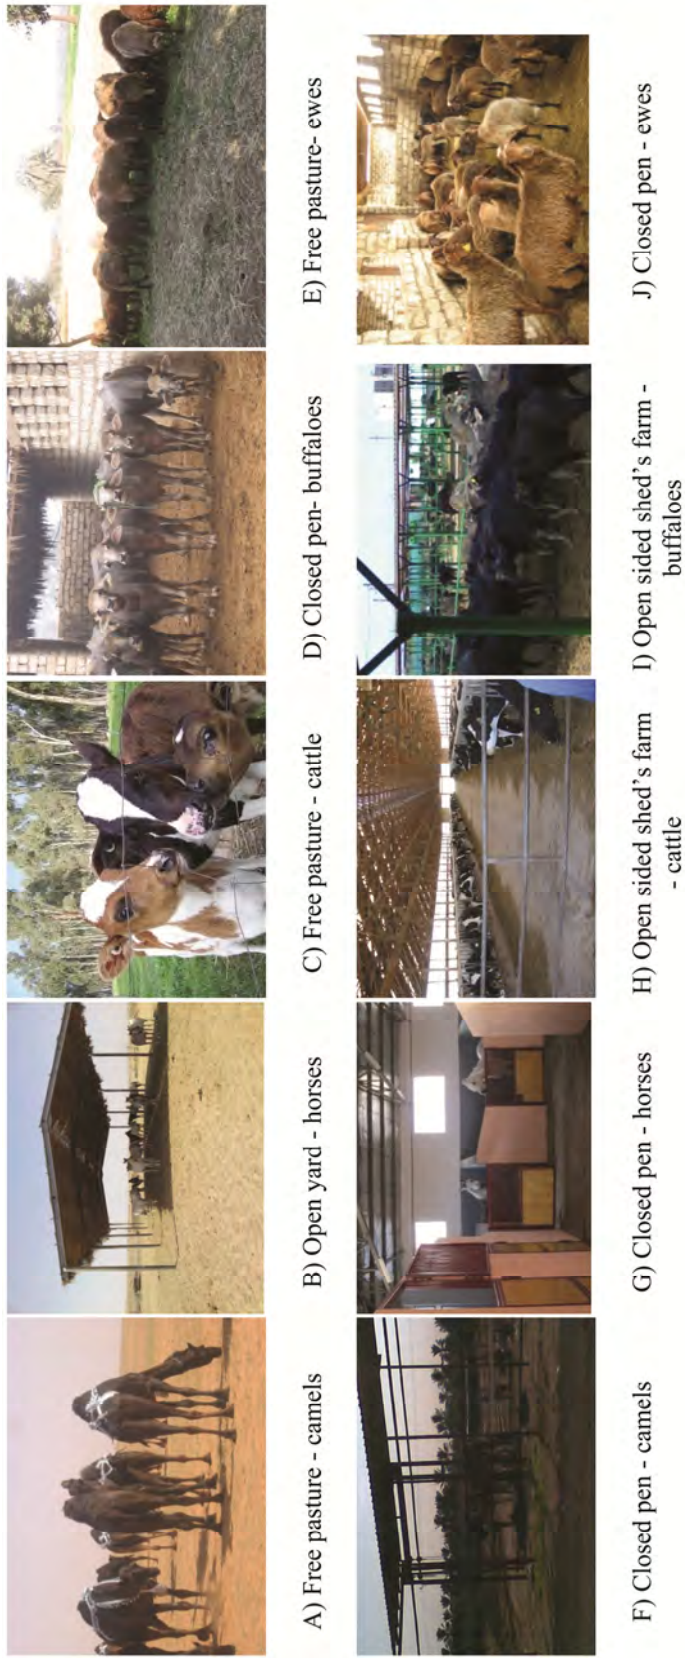 A) Free pasture - camels
B) Open yard - horses
C) Free pasture - cattle
D) Closed pen- buffaloes
E) Free pasture- ewes
F) Closed pen - camels
G) Closed pen - horses
H) Open sided shed's farm
- cattle
I) Open sided shed's farm -
buffaloes
J) Closed pen - ewes